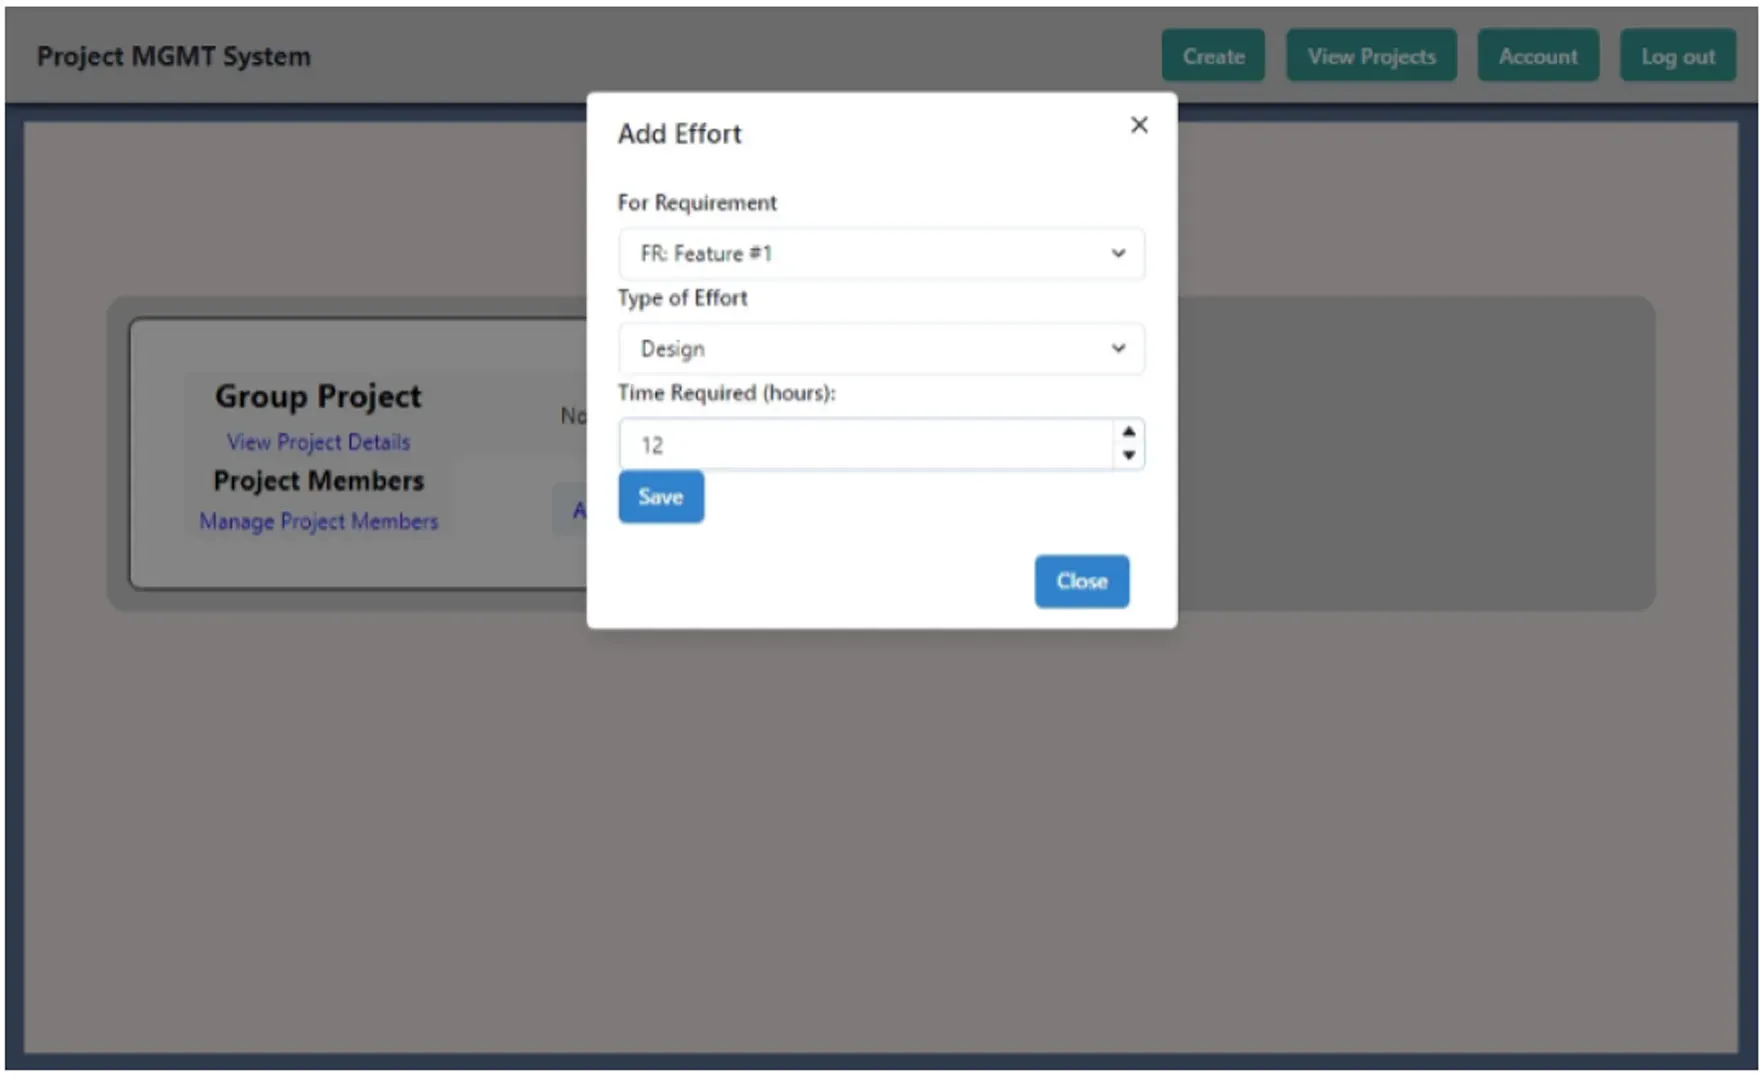 Project MGMT System
Create
View Projects
Account
Log out
Add Effort
For Requirement
FR: Feature #1
Type of Effort
Design
Time Required (hours):
12
Save
Close
Group Project
View Project Details
Project Members
Manage Project Members